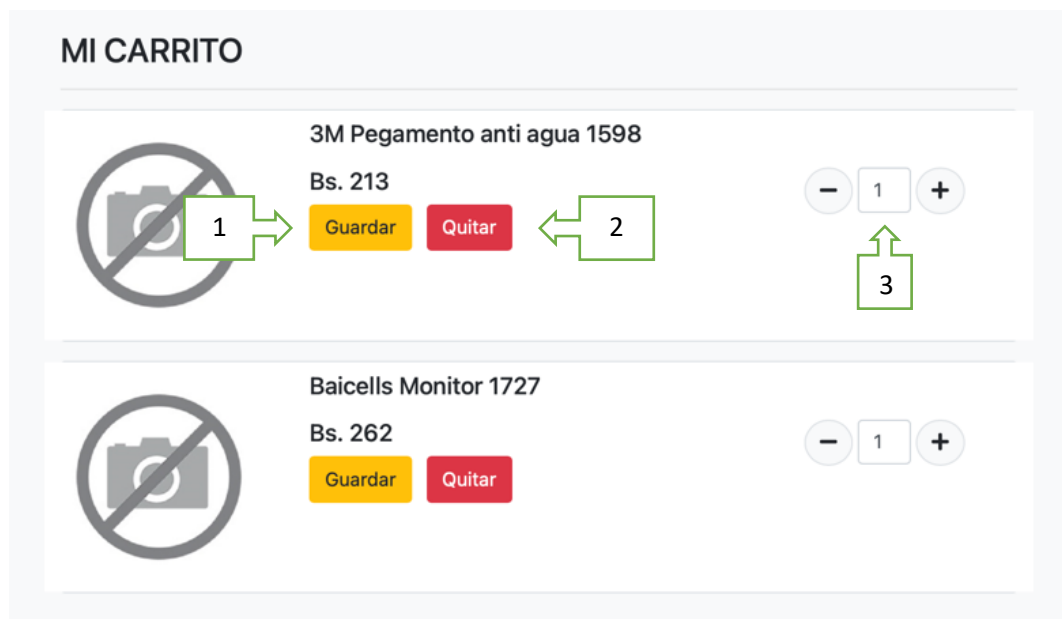 MI CARRITO
3M Pegamento anti agua 1598
Bs. 213
1
Guardar
Quitar
2
− 1 +
3
Baicells Monitor 1727
Bs. 262
Guardar
Quitar
− 1 +